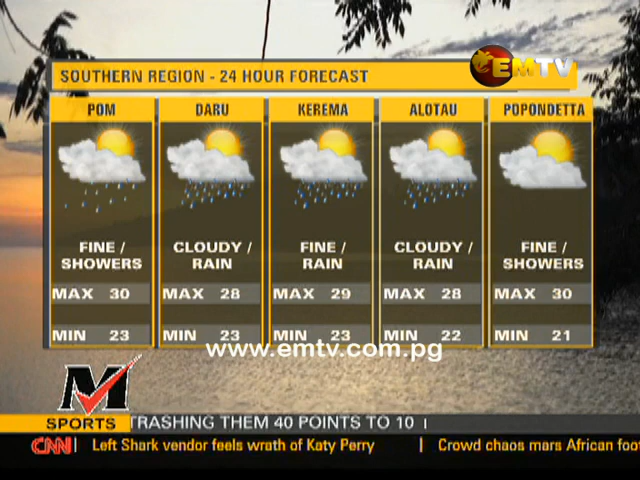 EMTV
SOUTHERN REGION - 24 HOUR FORECAST
POM DARU KEREMA ALOTAU POPONDETTA
FINE / SHOWERS
CLOUDY / RAIN
FINE / RAIN
CLOUDY / RAIN
FINE / SHOWERS
MAX 30 MAX 28 MAX 29 MAX 28 MAX 30
MIN 23 MIN 23 MIN 23 MIN 22 MIN 21
www.emtv.com.pg
M
SPORTS TRASHING THEM 40 POINTS TO 10
CNN Left Shark vendor feels wrath of Katy Perry | Crowd chaos mars African foot